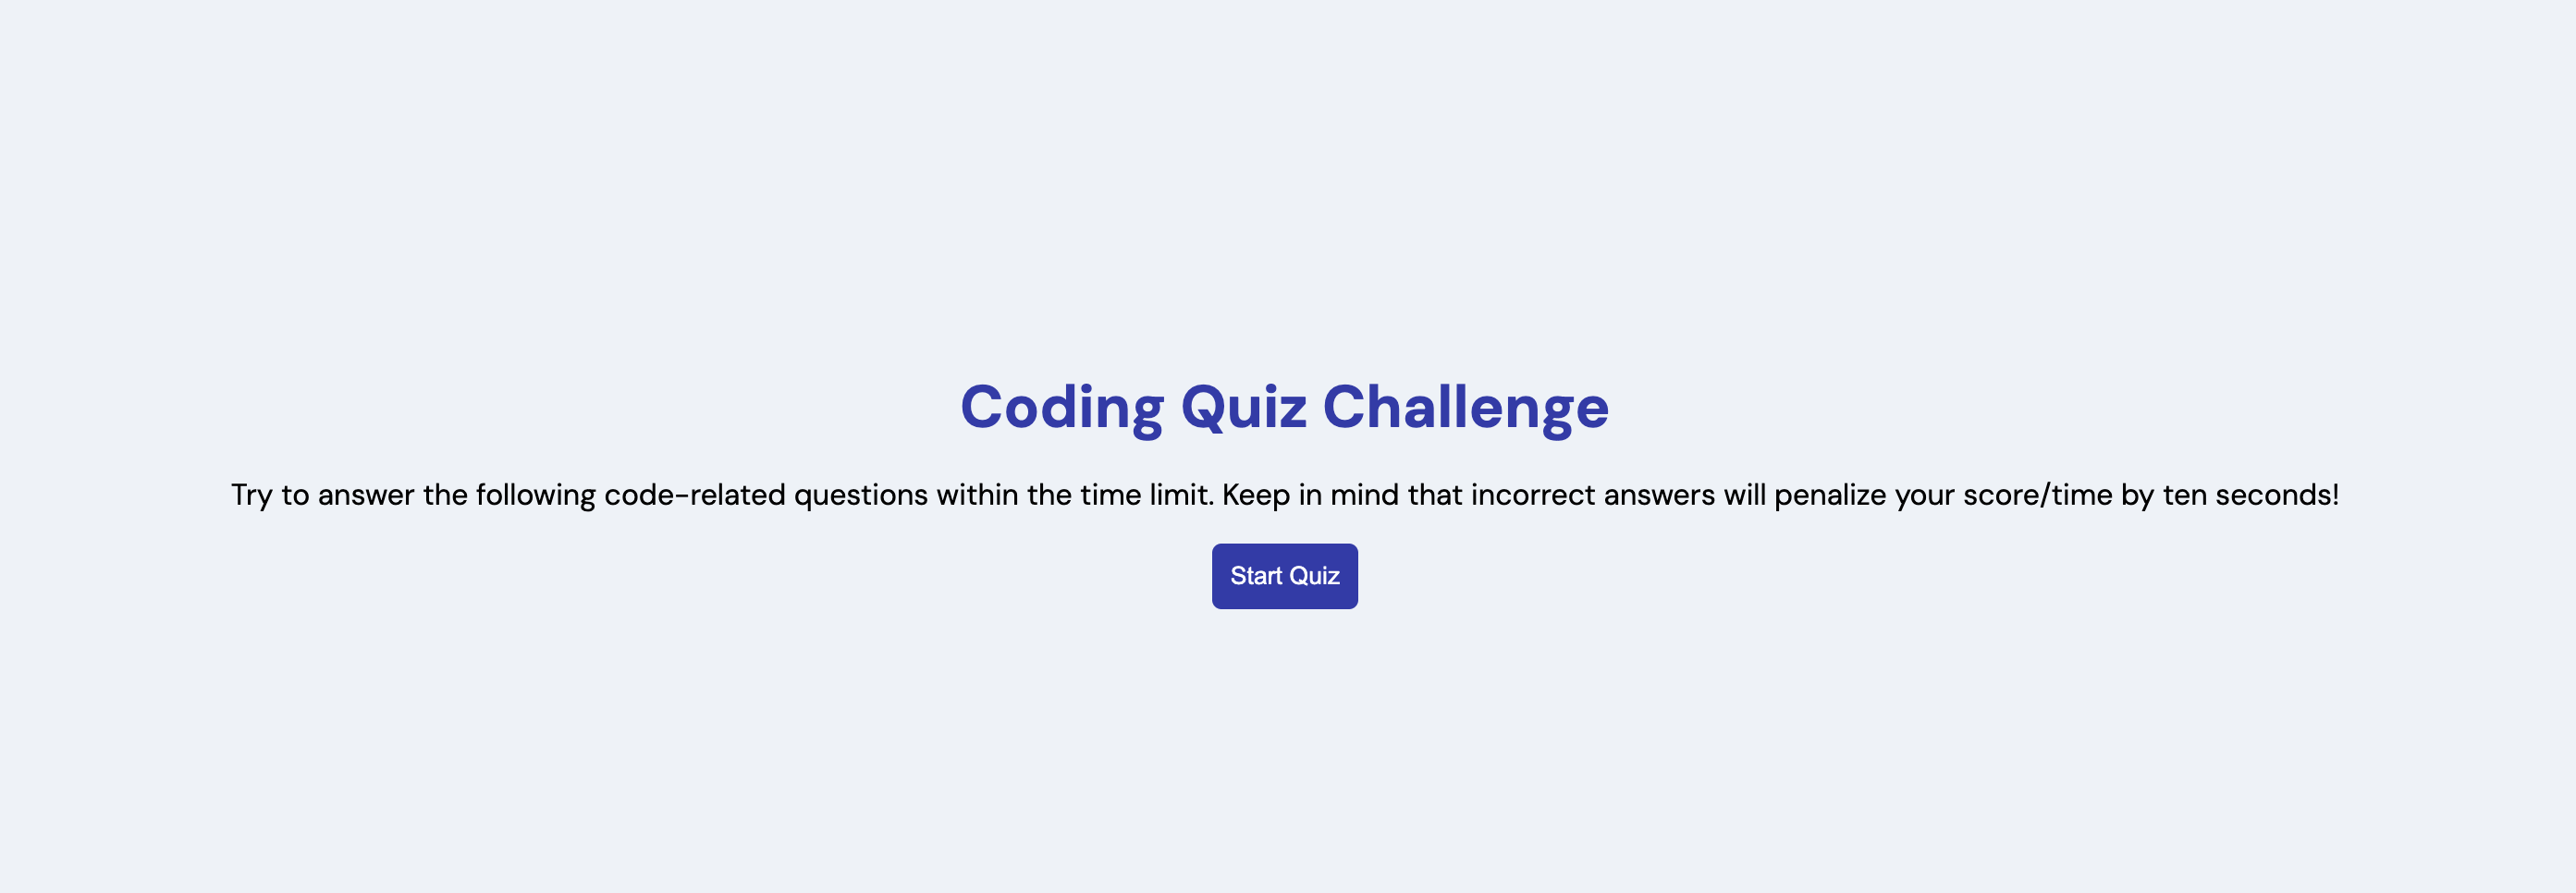 Coding Quiz Challenge
Try to answer the following code-related questions within the time limit. Keep in mind that incorrect answers will penalize your score/time by ten seconds!
Start Quiz